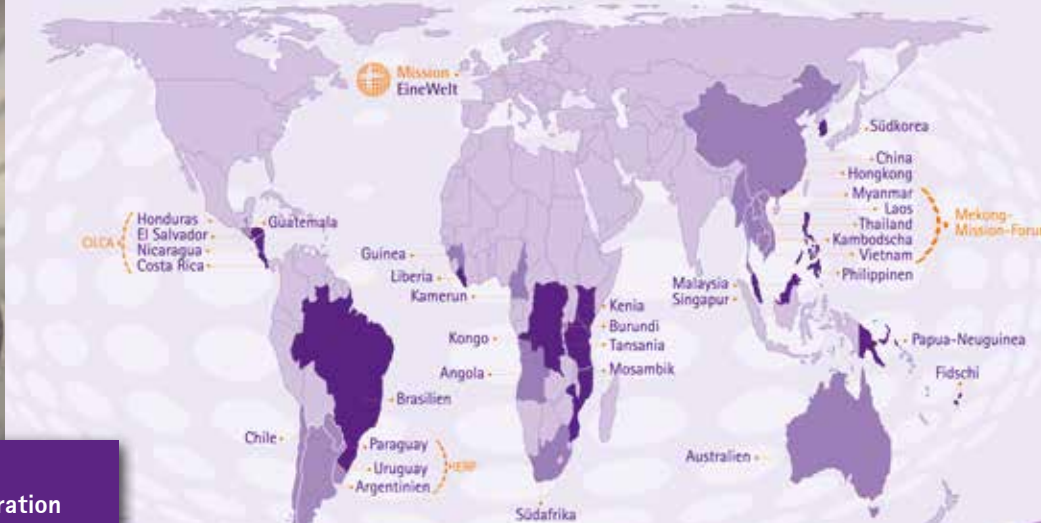 Mission
EineWelt
Südkorea
China
Hongkong
Myanmar
Laos
Thailand
Kambodscha
Vietnam
Mekong-
Mission-Forum
Philippinen
Malaysia
Singapur
Honduras
El Salvador
Nicaragua
Costa Rica
Guatemala
CILCA
Guinea
Liberia
Kamerun
Kongo
Angola
Kenia
Burundi
Tansania
Mosambik
Papua-Neuguinea
Fidschi
Brasilien
Chile
Paraguay
Uruguay
Argentinien
IERP
Australien
Südafrika
ration